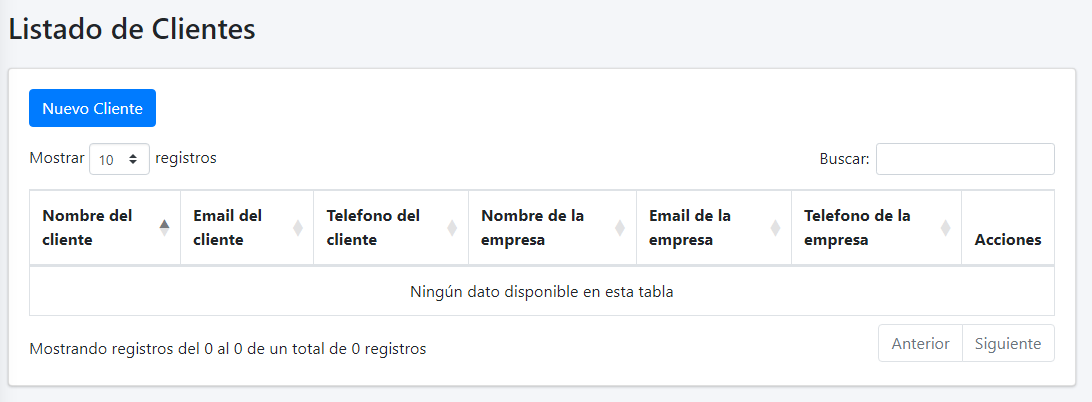 Listado de Clientes
Nuevo Cliente
Mostrar 10 registros
Buscar:
Nombre del cliente
Email del cliente
Telefono del cliente
Nombre de la empresa
Email de la empresa
Telefono de la empresa
Acciones
Ningún dato disponible en esta tabla
Mostrando registros del 0 al 0 de un total de 0 registros
Anterior
Siguiente